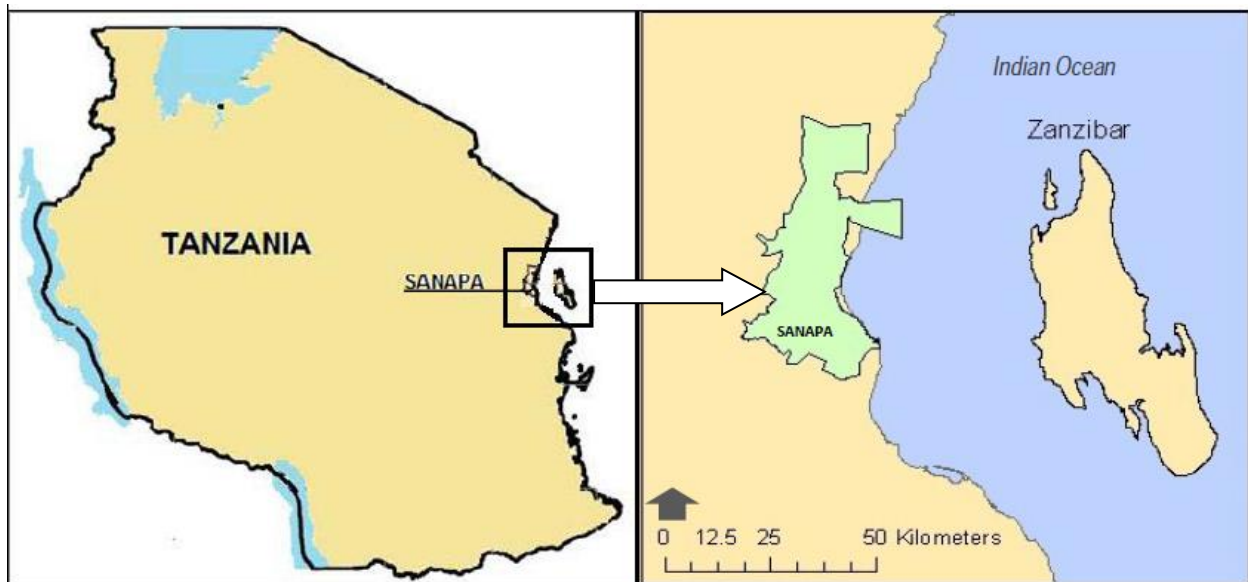 TANZANIA
SANAPA
Indian Ocean
Zanzibar
SANAPA
0 12.5 25 50 Kilometers